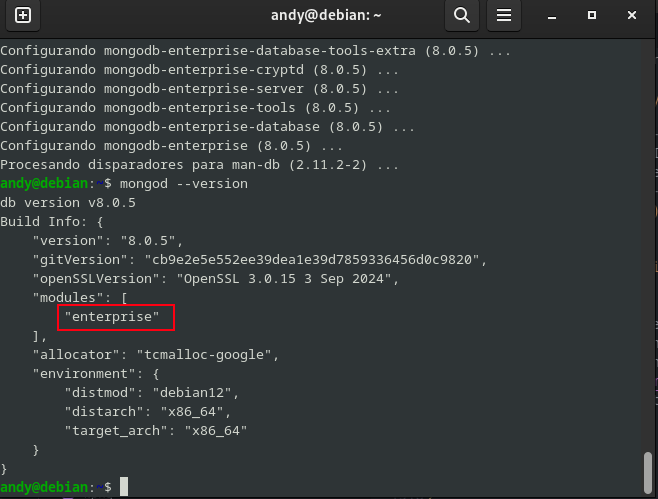 andy@debian: ~
Configurando mongodb-enterprise-database-tools-extra (8.0.5) ...
Configurando mongodb-enterprise-cryptd (8.0.5) ...
Configurando mongodb-enterprise-server (8.0.5) ...
Configurando mongodb-enterprise-tools (8.0.5) ...
Configurando mongodb-enterprise-database (8.0.5) ...
Configurando mongodb-enterprise (8.0.5) ...
Procesando disparadores para man-db (2.11.2-2) ...
andy@debian:~$ mongod --version
db version v8.0.5
Build Info: {
    "version": "8.0.5",
    "gitVersion": "cb9e2e5e552ee39dea1e39d7859336456d0c9820",
    "openSSLVersion": "OpenSSL 3.0.15 3 Sep 2024",
    "modules": [
        "enterprise"
    ],
    "allocator": "tcmalloc-google",
    "environment": {
        "distmod": "debian12",
        "distarch": "x86_64",
        "target_arch": "x86_64"
    }
}
andy@debian:~$